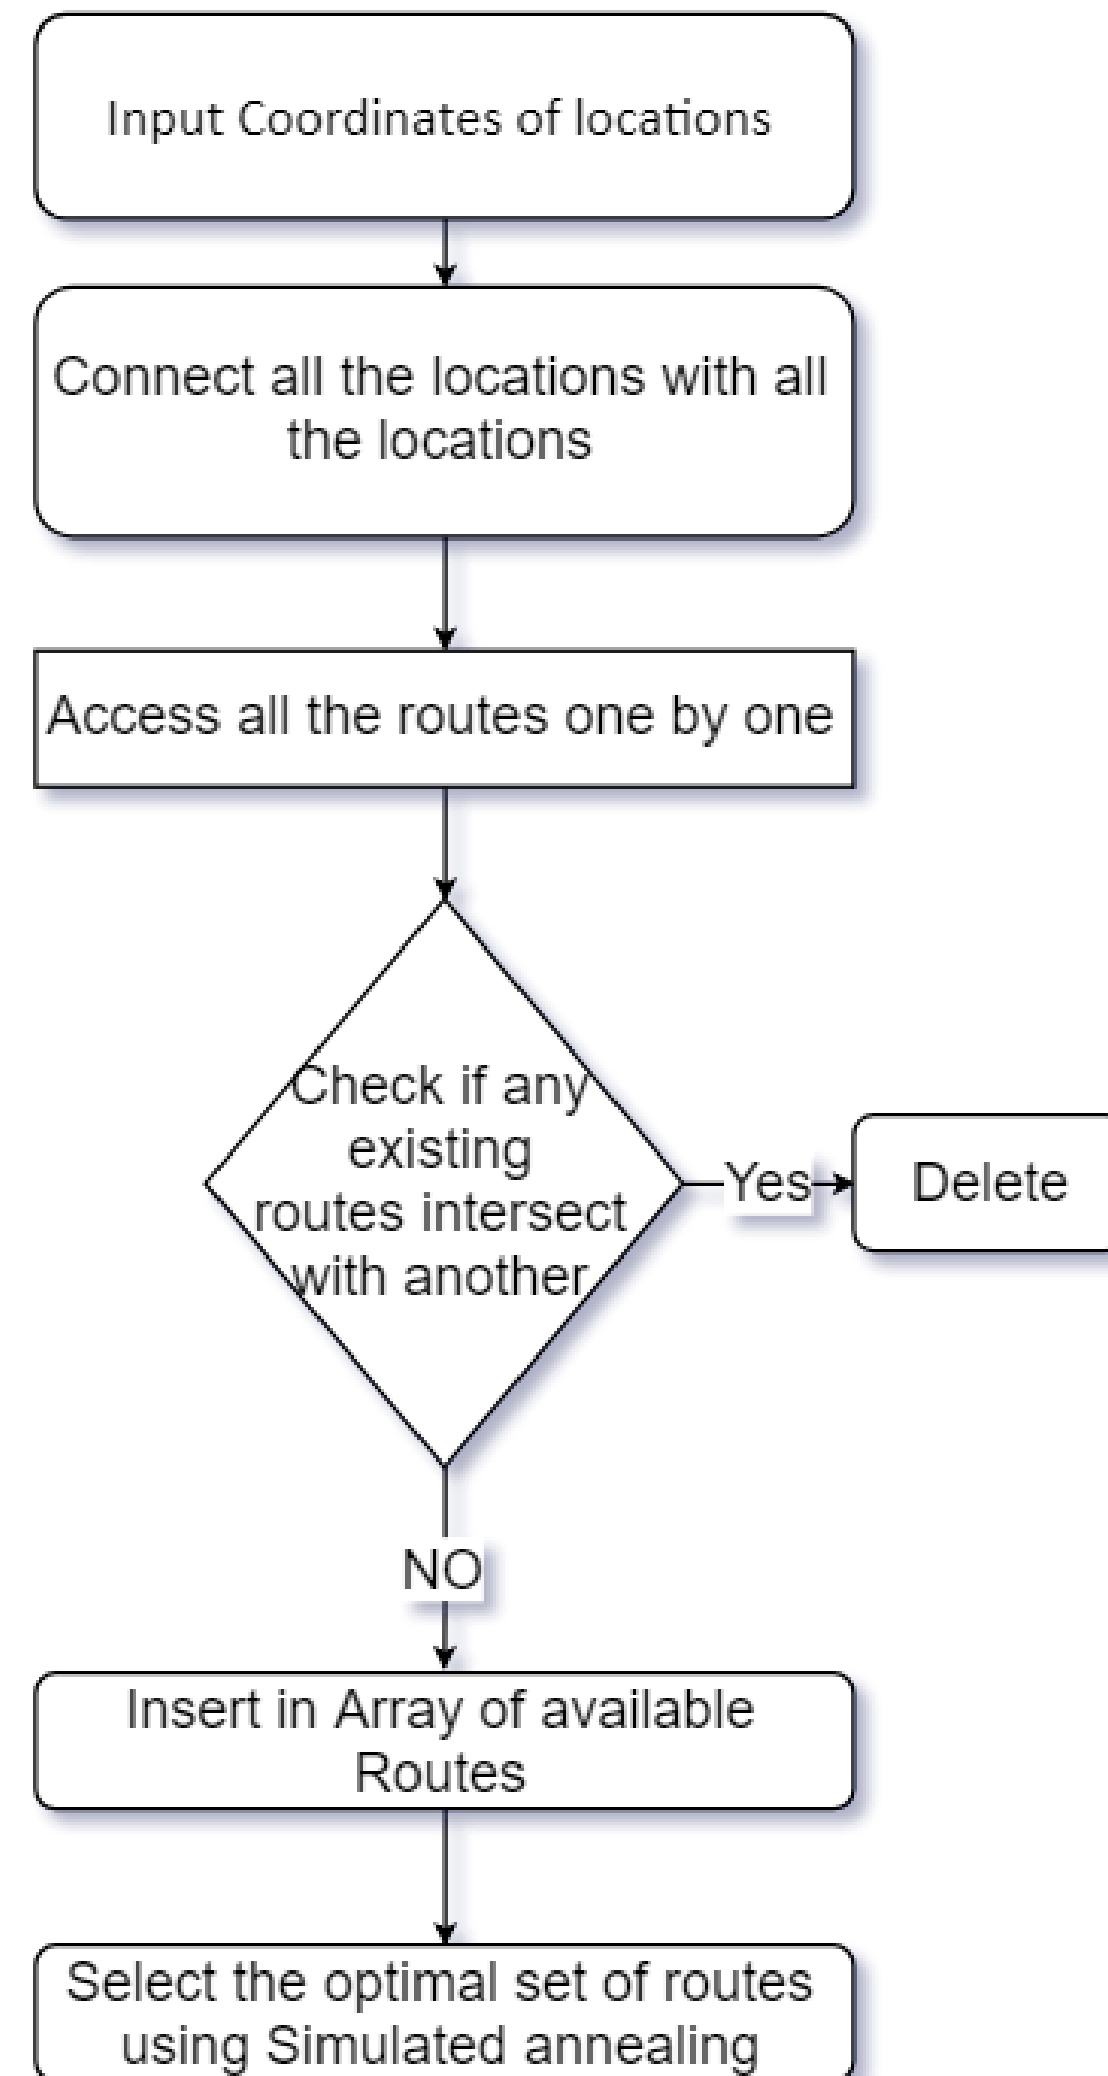 Input Coordinates of locations
Connect all the locations with all
the locations
Access all the routes one by one
Check if any
existing
routes intersect
with another
Yes
Delete
NO
Insert in Array of available
Routes
Select the optimal set of routes
using Simulated annealing